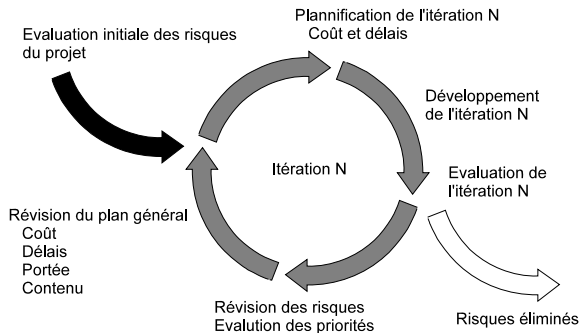 Evaluation initiale des risques
du projet
Plannification de l'itération N
Coût et délais
Développement
de l'itération N
Itération N
Evaluation de
l'itération N
Révision du plan général
Coût
Délais
Portée
Contenu
Révision des risques
Evalution des priorités
Risques éliminés